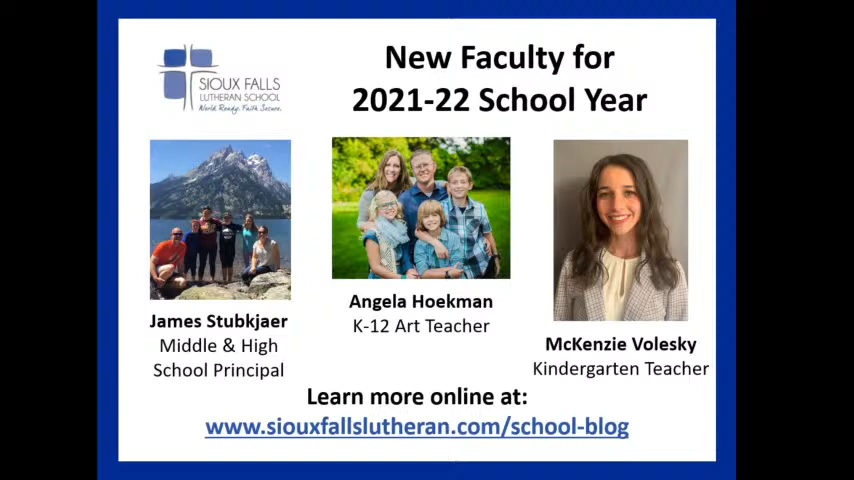 New Faculty for
2021-22 School Year
SIOUX FALLS
LUTHERAN SCHOOL
World Ready. Faith Secure.
James Stubkjaer
Middle & High
School Principal
Angela Hoekman
K-12 Art Teacher
McKenzie Volesky
Kindergarten Teacher
Learn more online at:
www.siouxfallslutheran.com/school-blog